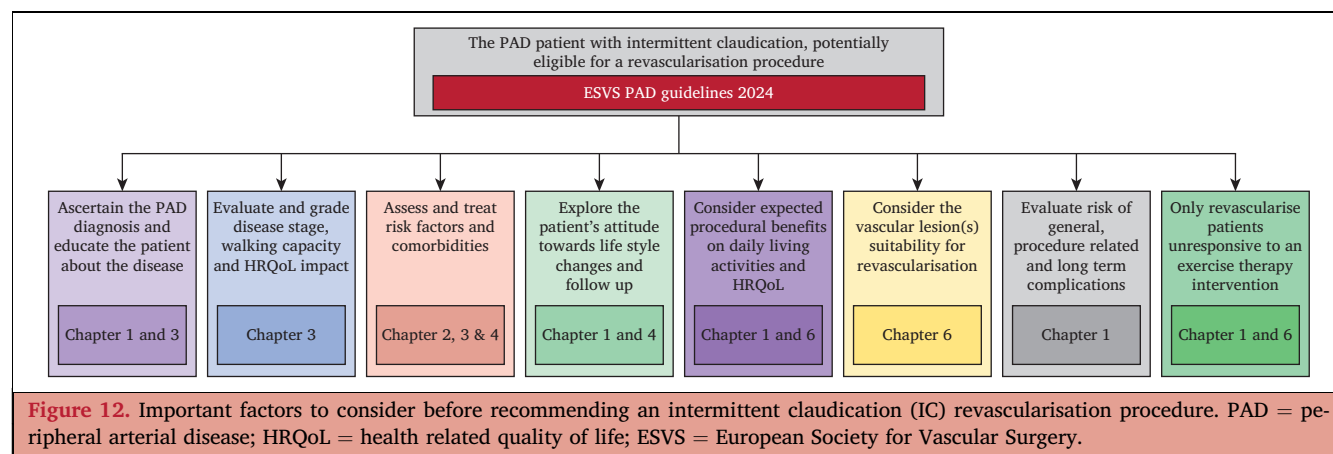 The PAD patient with intermittent claudication, potentially
eligible for a revascularisation procedure
ESVS PAD guidelines 2024
Ascertain the PAD
diagnosis and
educate the patient
about the disease
Chapter 1 and 3
Evaluate and grade
disease stage,
walking capacity
and HRQoL impact
Chapter 3
Assess and treat
risk factors and
comorbidities
Chapter 2, 3 & 4
Explore the
patient's attitude
towards life style
changes and
follow up
Chapter 1 and 4
Consider expected
procedural benefits
on daily living
activities and
HRQoL
Chapter 1 and 6
Consider the
vascular lesion(s)
suitability for
revascularisation
Chapter 6
Evaluate risk of
general,
procedure related
and long term
complications
Chapter 1
Only revascularise
patients
unresponsive to an
exercise therapy
intervention
Chapter 1 and 6
Figure 12. Important factors to consider before recommending an intermittent claudication (IC) revascularisation procedure. PAD = pe-
ripheral arterial disease; HRQoL = health related quality of life; ESVS = European Society for Vascular Surgery.